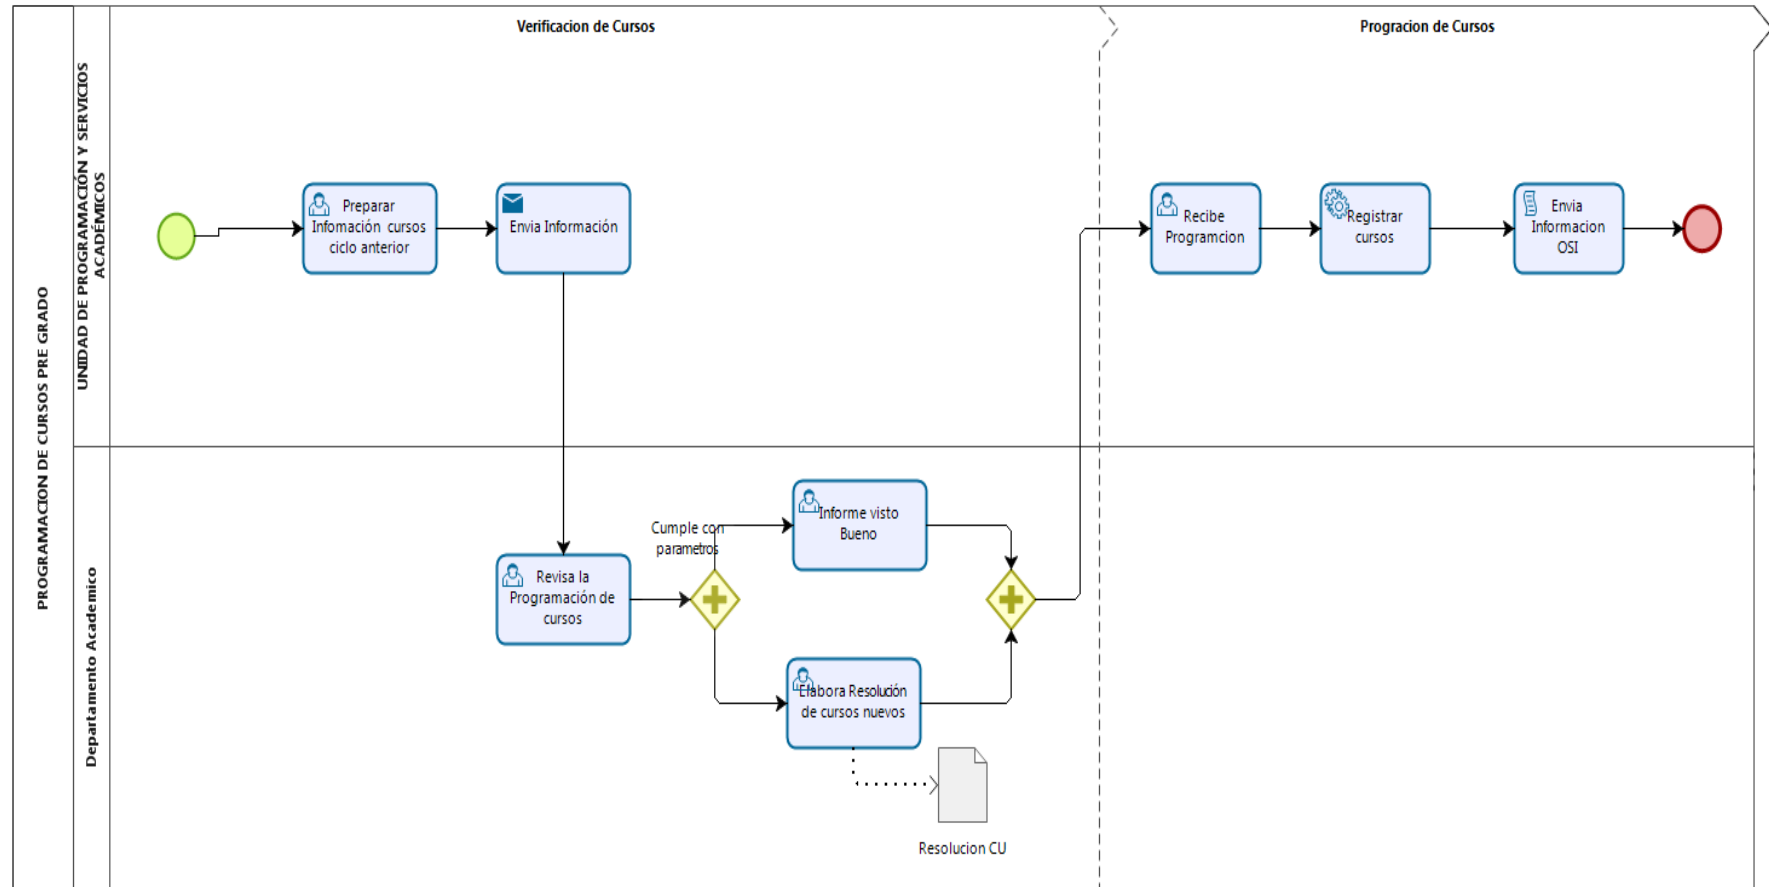 Verificacion de Cursos
Progracion de Cursos
PROGRAMACION DE CURSOS PRE GRADO
UNIDAD DE PROGRAMACIÓN Y SERVICIOS
ACADÉMICOS
Preparar
Infomación cursos
ciclo anterior
Envia Información
Recibe
Programcion
Registrar
cursos
Envia
Informacion
OSI
Departamento Academico
Revisa la
Programación de
cursos
Cumple con
parametros
Informe visto
Bueno
Elabora Resolución
de cursos nuevos
Resolucion CU